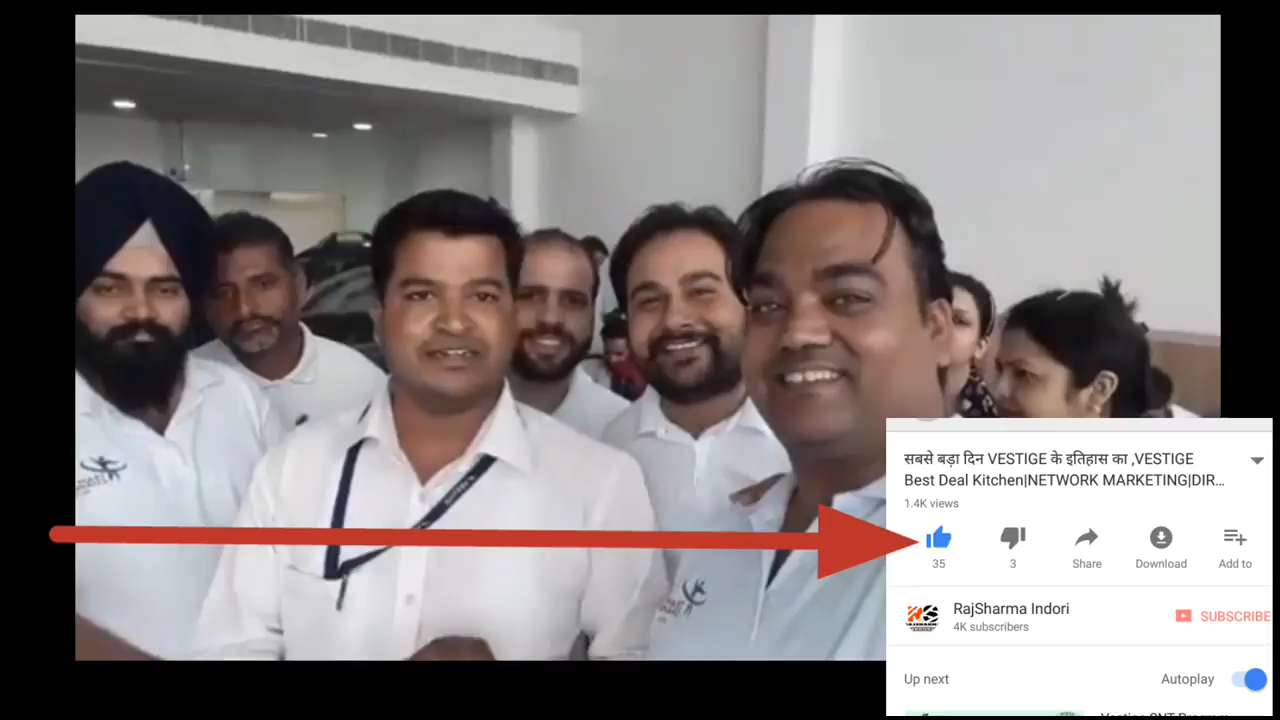 सबसे बड़ा दिन VESTIGE के इतिहास का ,VESTIGE
Best Deal Kitchen|NETWORK MARKETING|DIR...
1.4K views
35
3
Share
Download
Add to
RajSharma Indori
4K subscribers
SUBSCRIBE
Up next
Autoplay